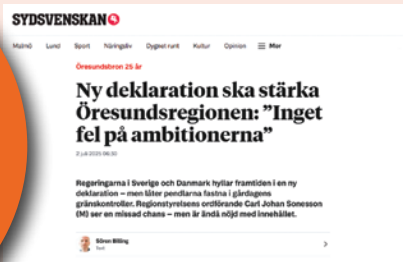 SYDSVENSKAN
Malmö Lund Sport Näringsliv Dygnet runt Kultur Opinion Mer
Öresundsbron 25 år
Ny deklaration ska stärka
Öresundsregionen: ”Inget
fel på ambitionerna”
2 juli 2025 06:30
Regeringarna i Sverige och Danmark hyllar framtiden i en ny
deklaration – men låter pendlarna fastna i gårdagens
gränskontroller. Regionstyrelsens ordförande Carl Johan Sonesson
(M) ser en missad chans – men är ändå nöjd med innehållet.
Sören Billing
Text